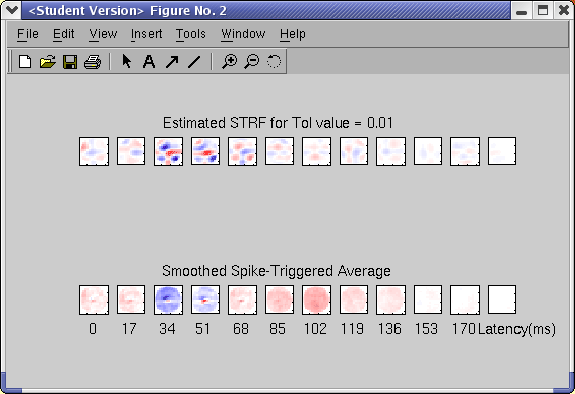 <Student Version> Figure No. 2
File Edit View Insert Tools Window Help
A
Estimated STRF for Tol value = 0.01
Smoothed Spike-Triggered Average
0 17 34 51 68 85 102 119 136 153 170 Latency(ms)